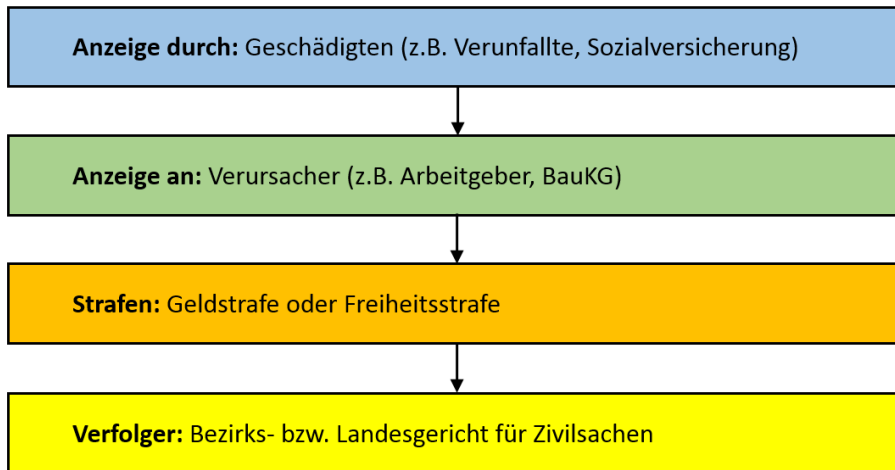 Anzeige durch: Geschädigten (z.B. Verunfallte, Sozialversicherung)
Anzeige an: Verursacher (z.B. Arbeitgeber, BauKG)
Strafen: Geldstrafe oder Freiheitsstrafe
Verfolger: Bezirks- bzw. Landesgericht für Zivilsachen